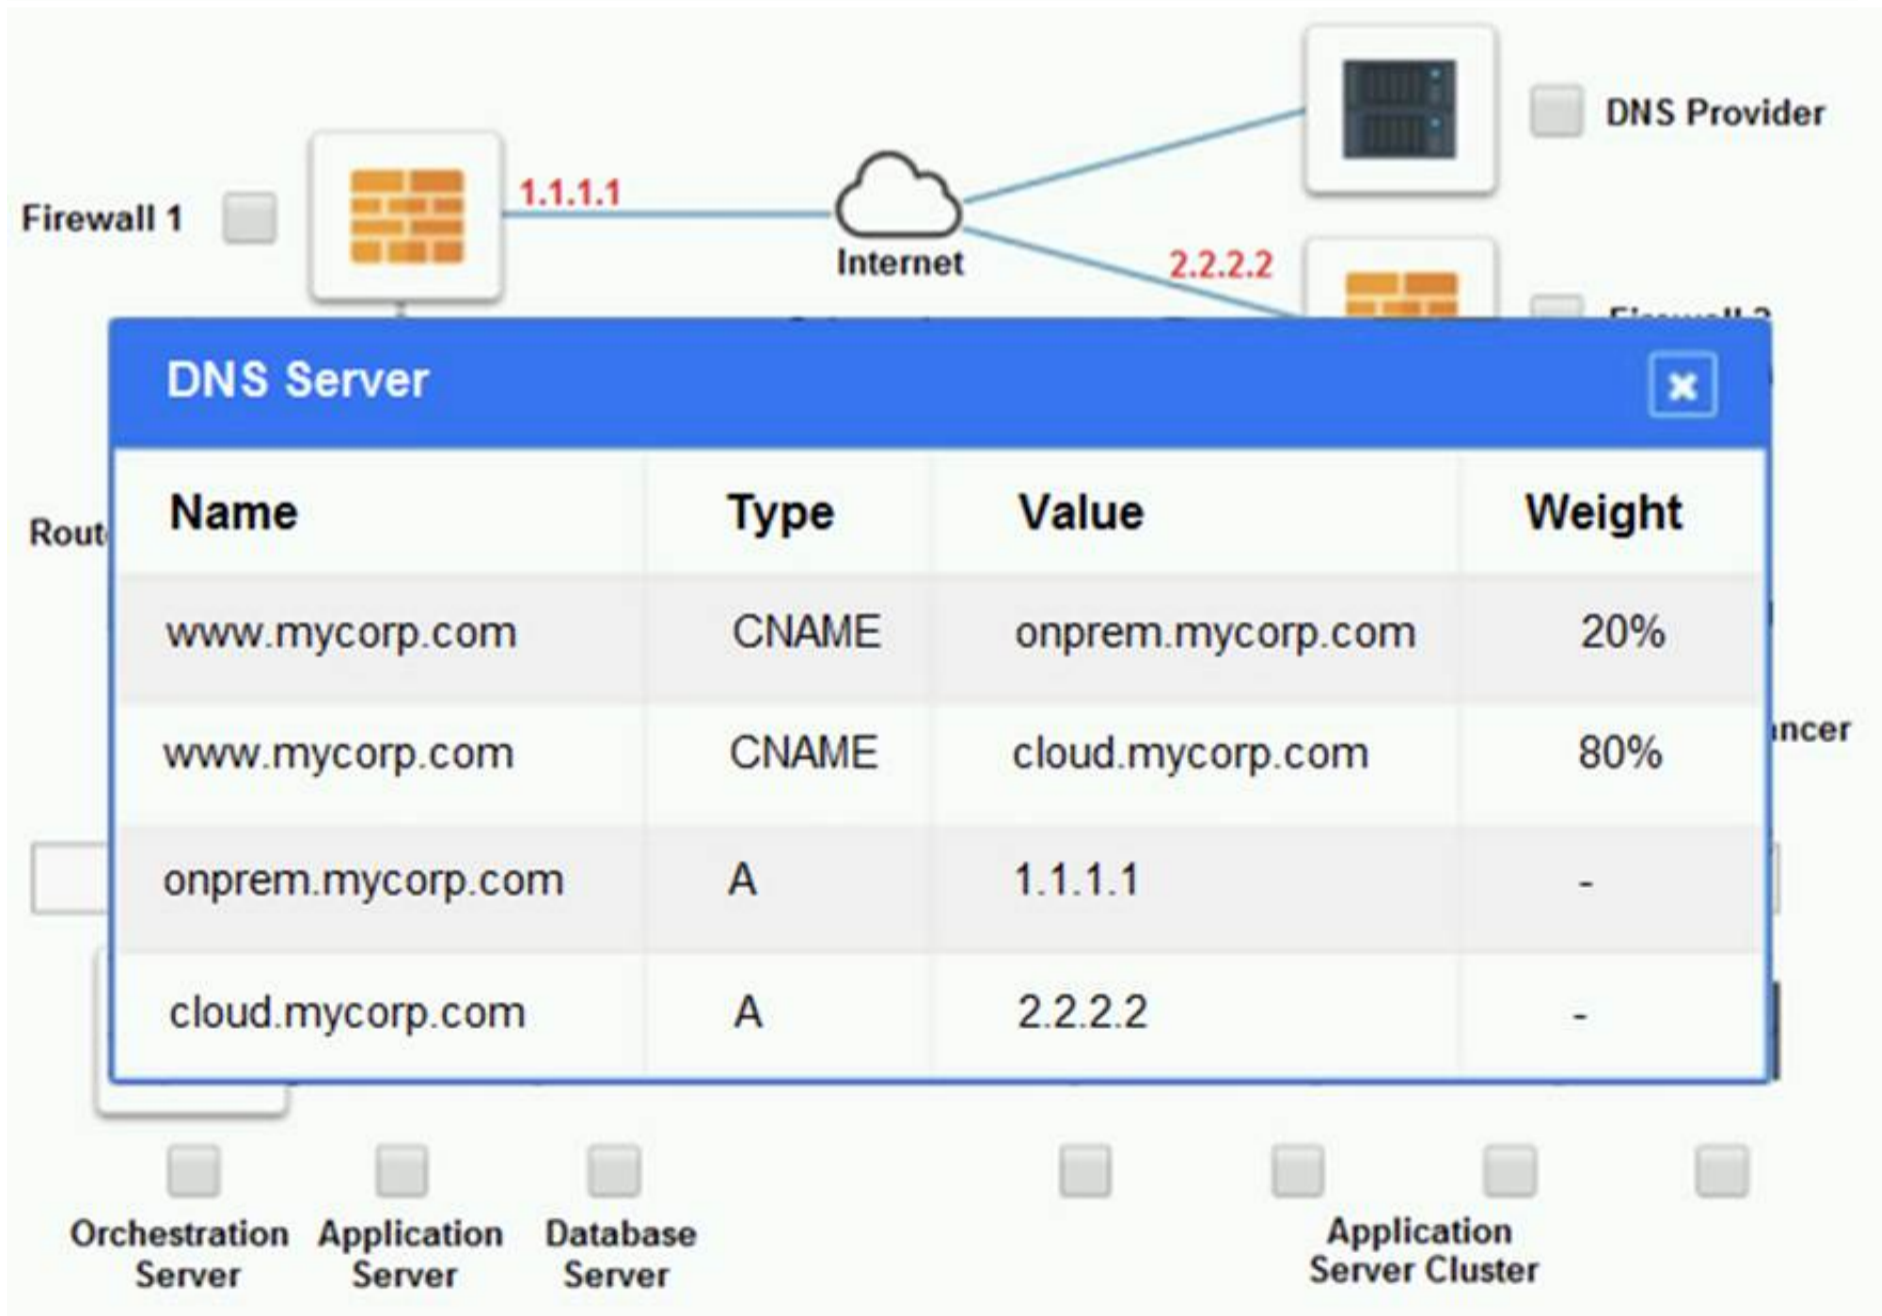 DNS Provider
Firewall 1
1.1.1.1
Internet
2.2.2.2
DNS Server
Name Type Value Weight
www.mycorp.com CNAME onprem.mycorp.com 20%
www.mycorp.com CNAME cloud.mycorp.com 80%
onprem.mycorp.com A 1.1.1.1 -
cloud.mycorp.com A 2.2.2.2 -
Orchestration Server
Application Server
Database Server
Application Server Cluster